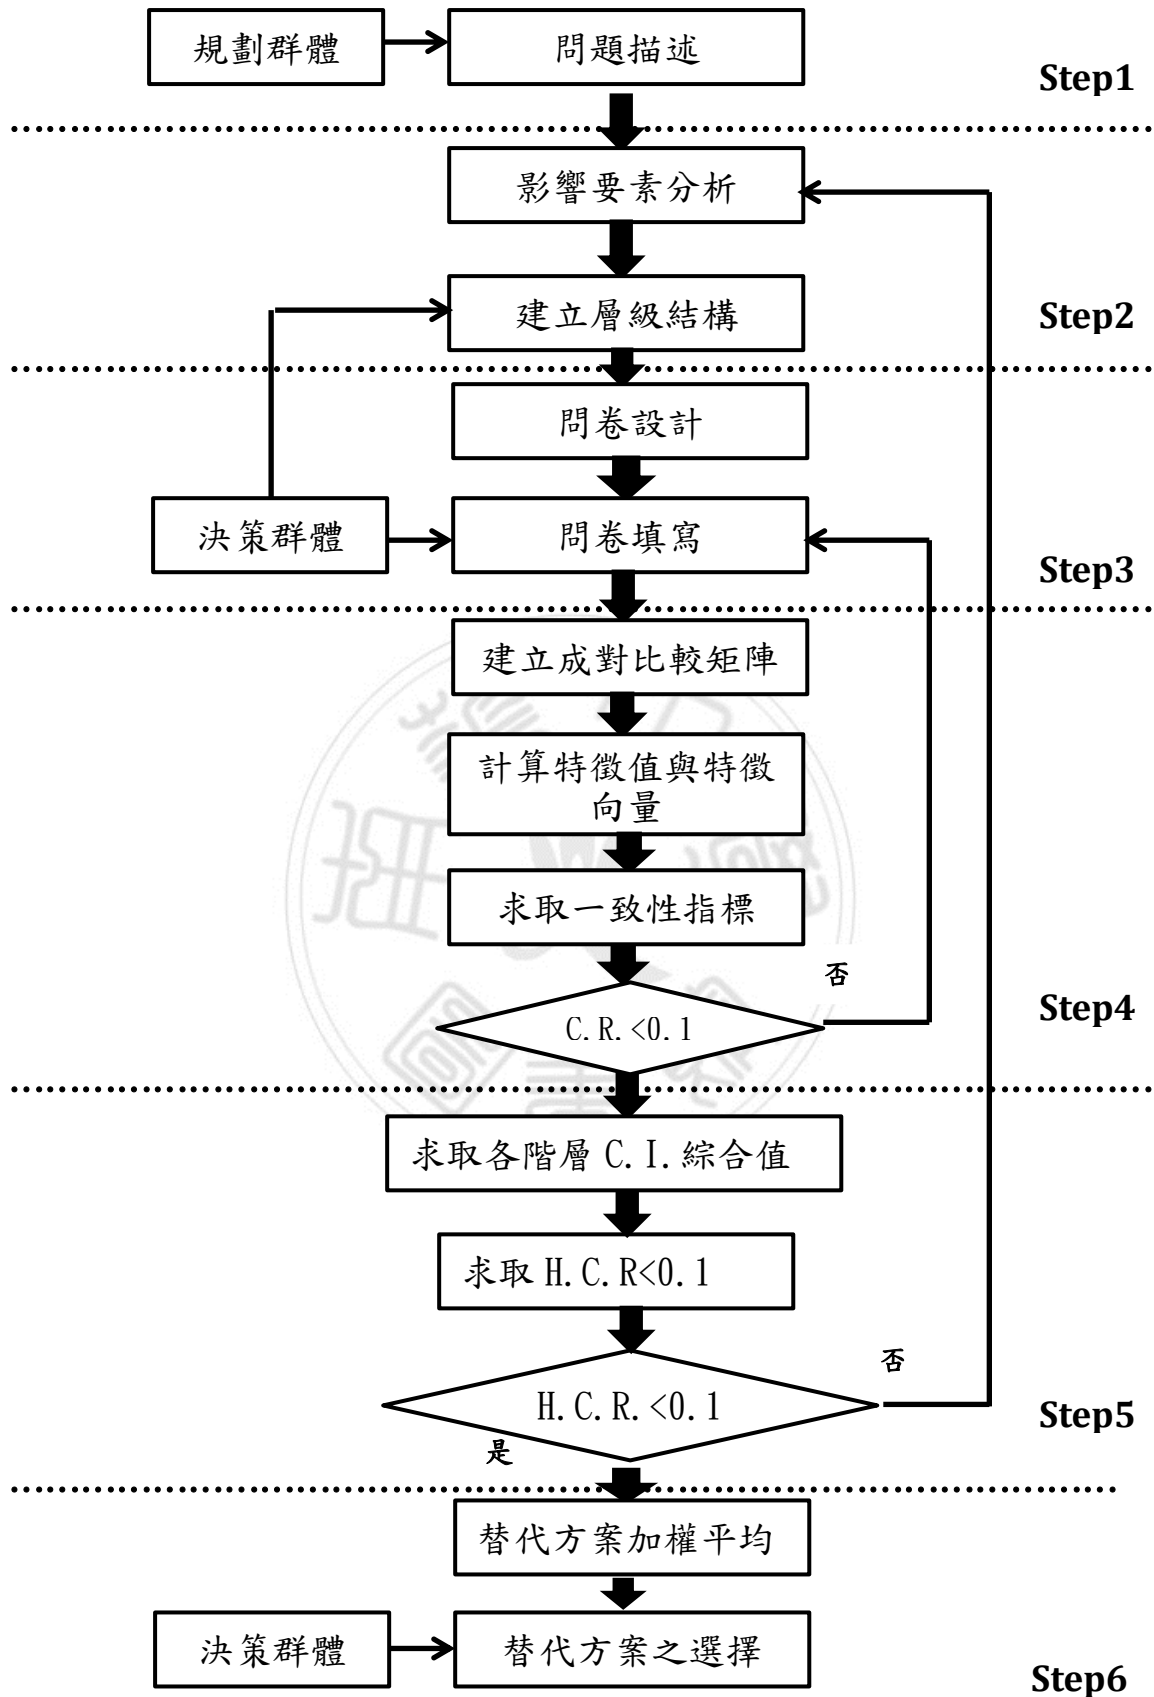 規劃群體
問題描述
Step1
影響要素分析
建立層級結構
Step2
問卷設計
決策群體
問卷填寫
Step3
建立成對比較矩陣
計算特徵值與特徵
向量
求取一致性指標
否
C.R.<0.1
Step4
求取各階層 C.I.綜合值
求取 H.C.R<0.1
否
H.C.R.<0.1
Step5
是
替代方案加權平均
決策群體
替代方案之選擇
Step6